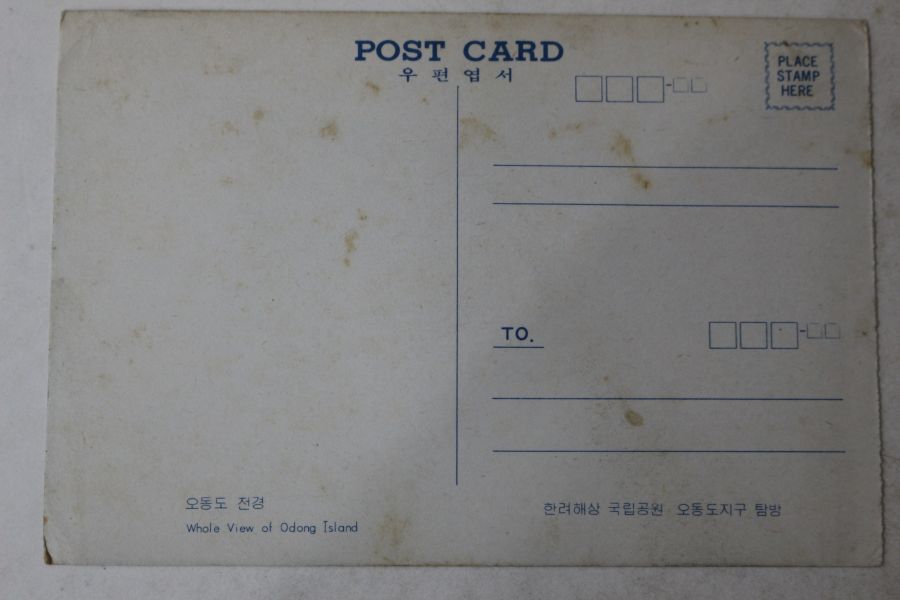 POST CARD
우편엽서
PLACE
STAMP
HERE
TO.
오동도 전경
Whole View of Odong Island
한려해상 국립공원 오동도지구 탐방